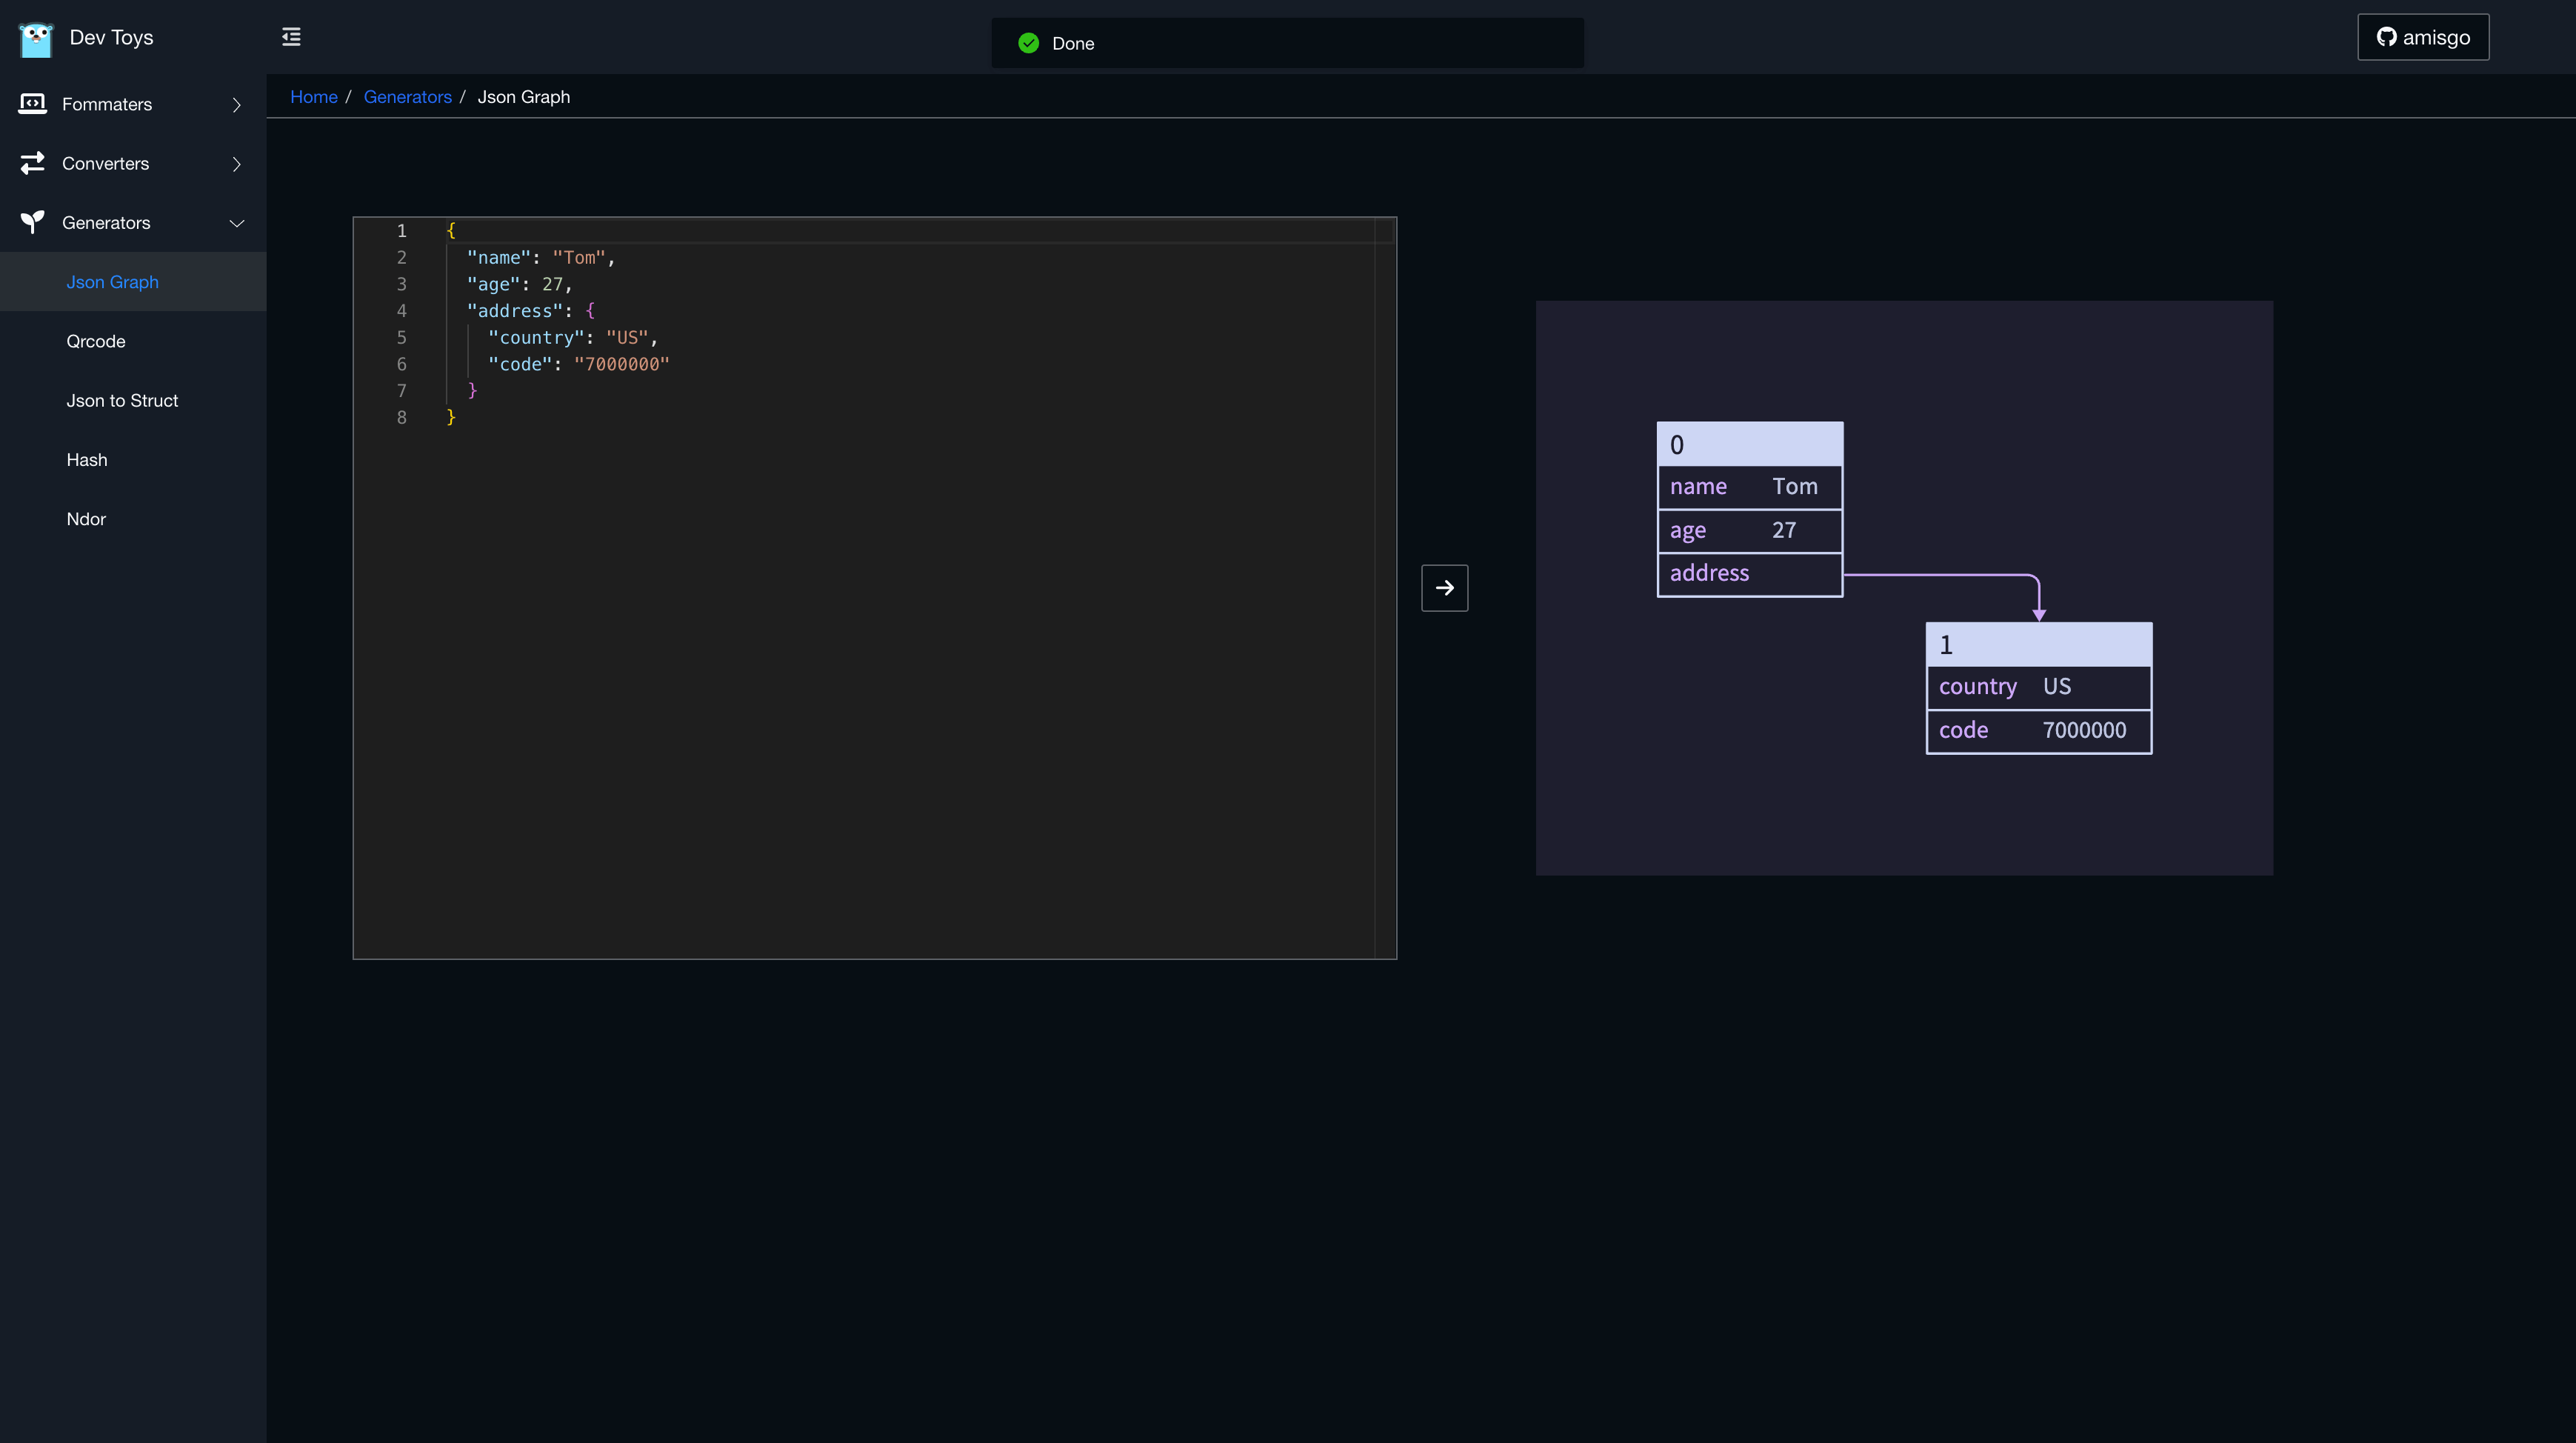 Dev Toys
Done
amisgo
Home / Generators / Json Graph
Fommaters
Converters
Generators
Json Graph
Qrcode
Json to Struct
Hash
Ndor
1 {
2 "name": "Tom",
3 "age": 27,
4 "address": {
5 "country": "US",
6 "code": "7000000"
7 }
8 }
0
name Tom
age 27
address
1
country US
code 7000000